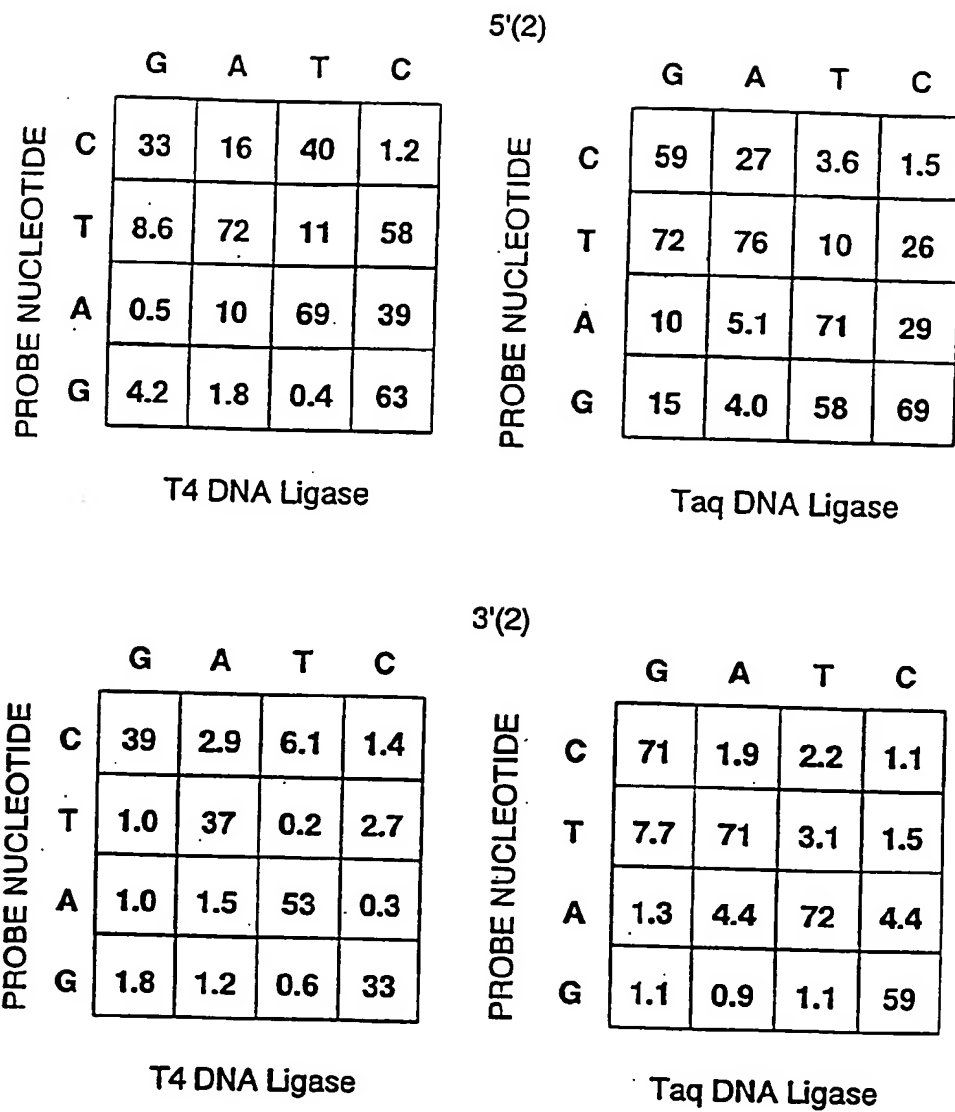 5'(2)
G A T C
PROBE NUCLEOTIDE
C 33 16 40 1.2
T 8.6 72 11 58
A 0.5 10 69 39
G 4.2 1.8 0.4 63
T4 DNA Ligase
G A T C
PROBE NUCLEOTIDE
C 59 27 3.6 1.5
T 72 76 10 26
A 10 5.1 71 29
G 15 4.0 58 69
Taq DNA Ligase
3'(2)
G A T C
PROBE NUCLEOTIDE
C 39 2.9 6.1 1.4
T 1.0 37 0.2 2.7
A 1.0 1.5 53 0.3
G 1.8 1.2 0.6 33
T4 DNA Ligase
G A T C
PROBE NUCLEOTIDE
C 71 1.9 2.2 1.1
T 7.7 71 3.1 1.5
A 1.3 4.4 72 4.4
G 1.1 0.9 1.1 59
Taq DNA Ligase